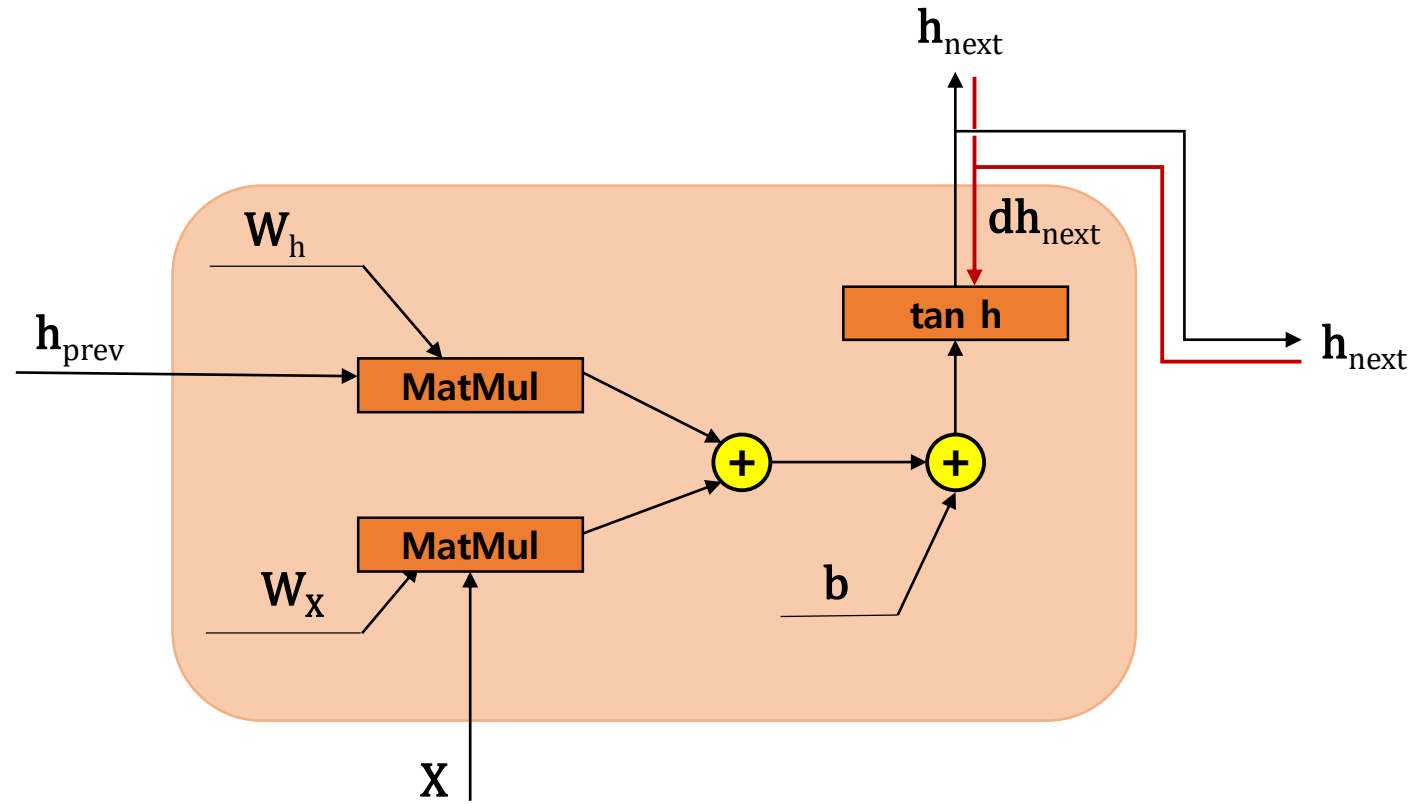 h_next
W_h
dh_next
tan h
h_prev
h_next
MatMul
+
+
MatMul
W_X
b
X